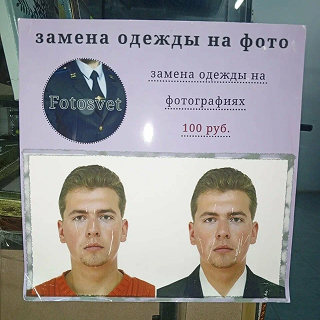 замена одежды на фото
Fotosvet
замена одежды на
фотографиях
100 руб.